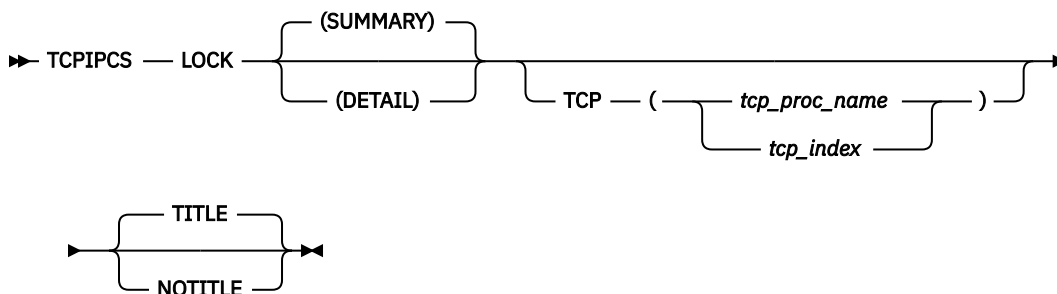 (SUMMARY)
TCPIPCS LOCK
(DETAIL)
TCP ( tcp_proc_name )
tcp_index
TITLE
NOTITLE